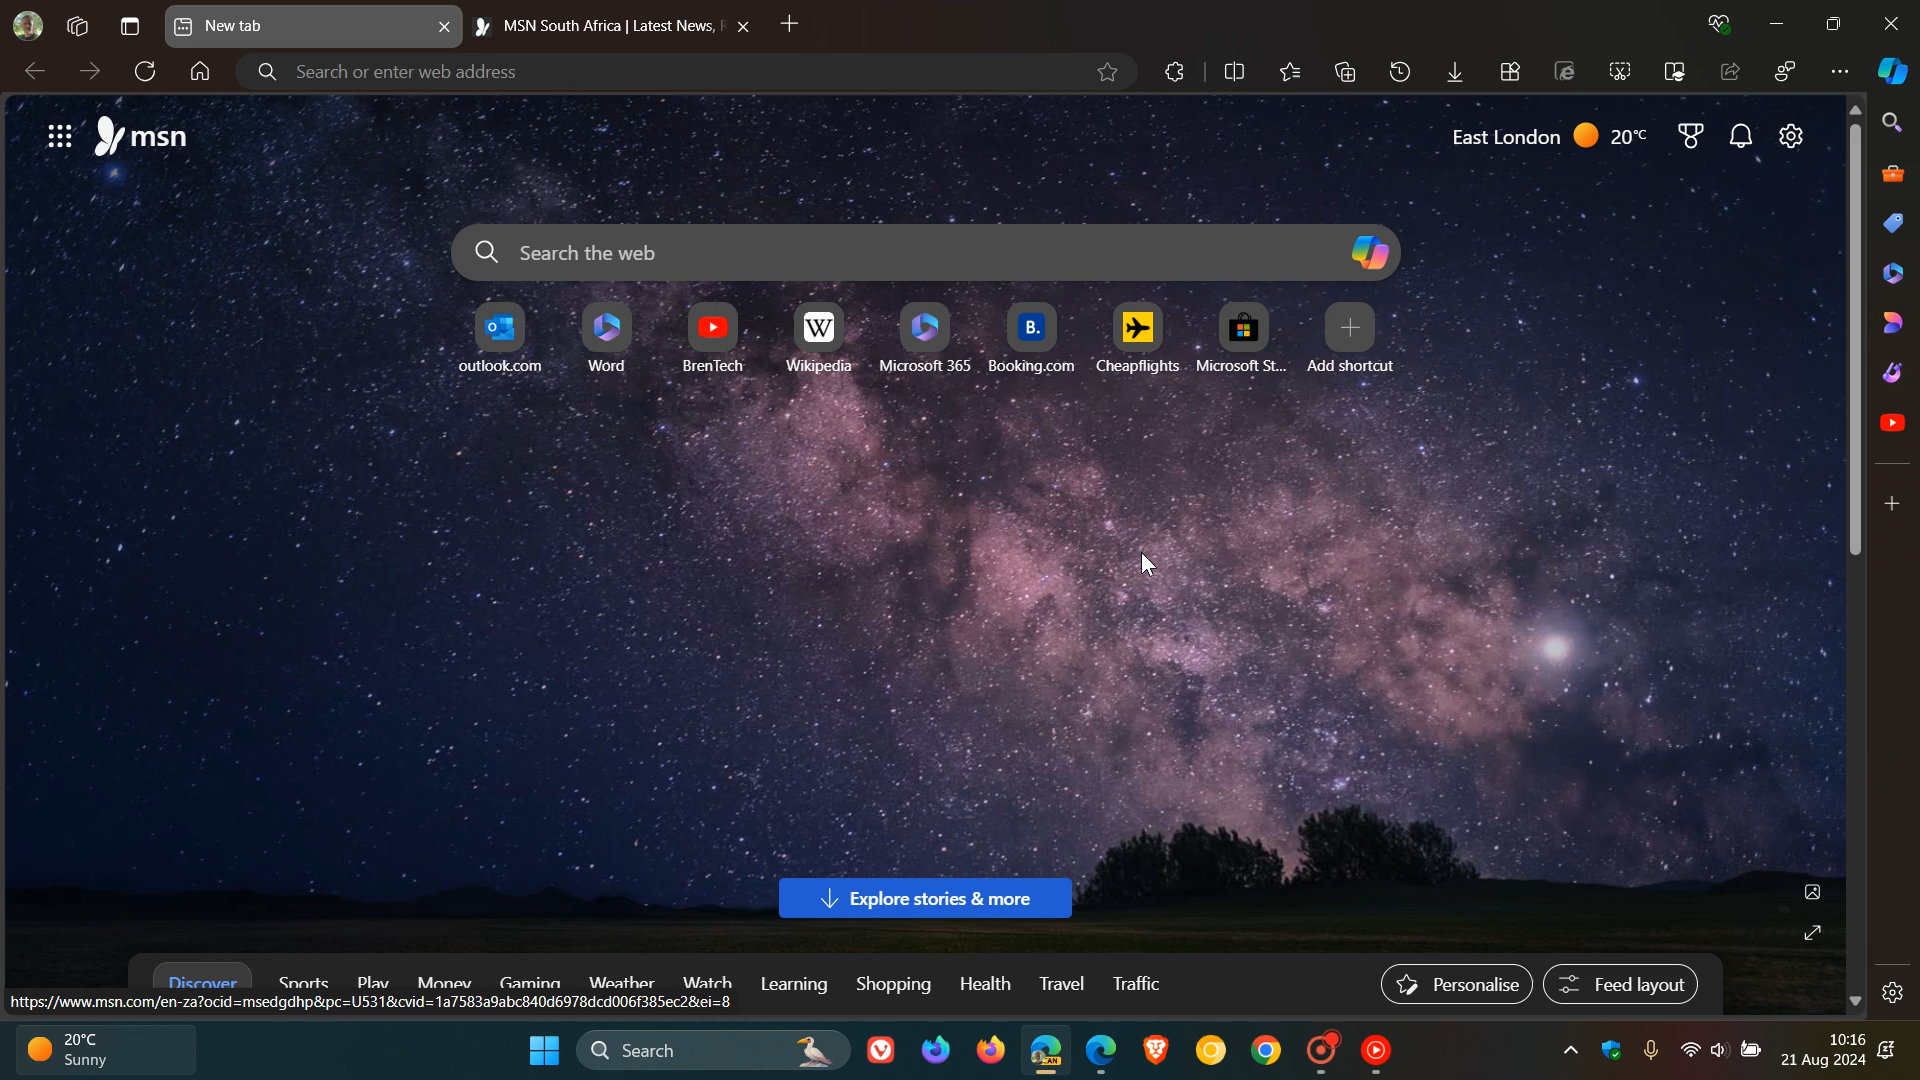 New tab
MSN South Africa | Latest News,
Search or enter web address
msn
East London 20°C
Search the web
outlook.com
Word
BrenTech
Wikipedia
Microsoft 365
Booking.com
Cheapflights
Microsoft St...
Add shortcut
Explore stories & more
Discover Sports Play Money Gaming Weather Watch Learning Shopping Health Travel Traffic
Personalise
Feed layout
https://www.msn.com/en-za?ocid=msedgdhp&pc=U531&cvid=1a7583a9abc840d6978dcd006f385ec2&ei=8
20°C
Sunny
Search
CAN
10:16
21 Aug 2024